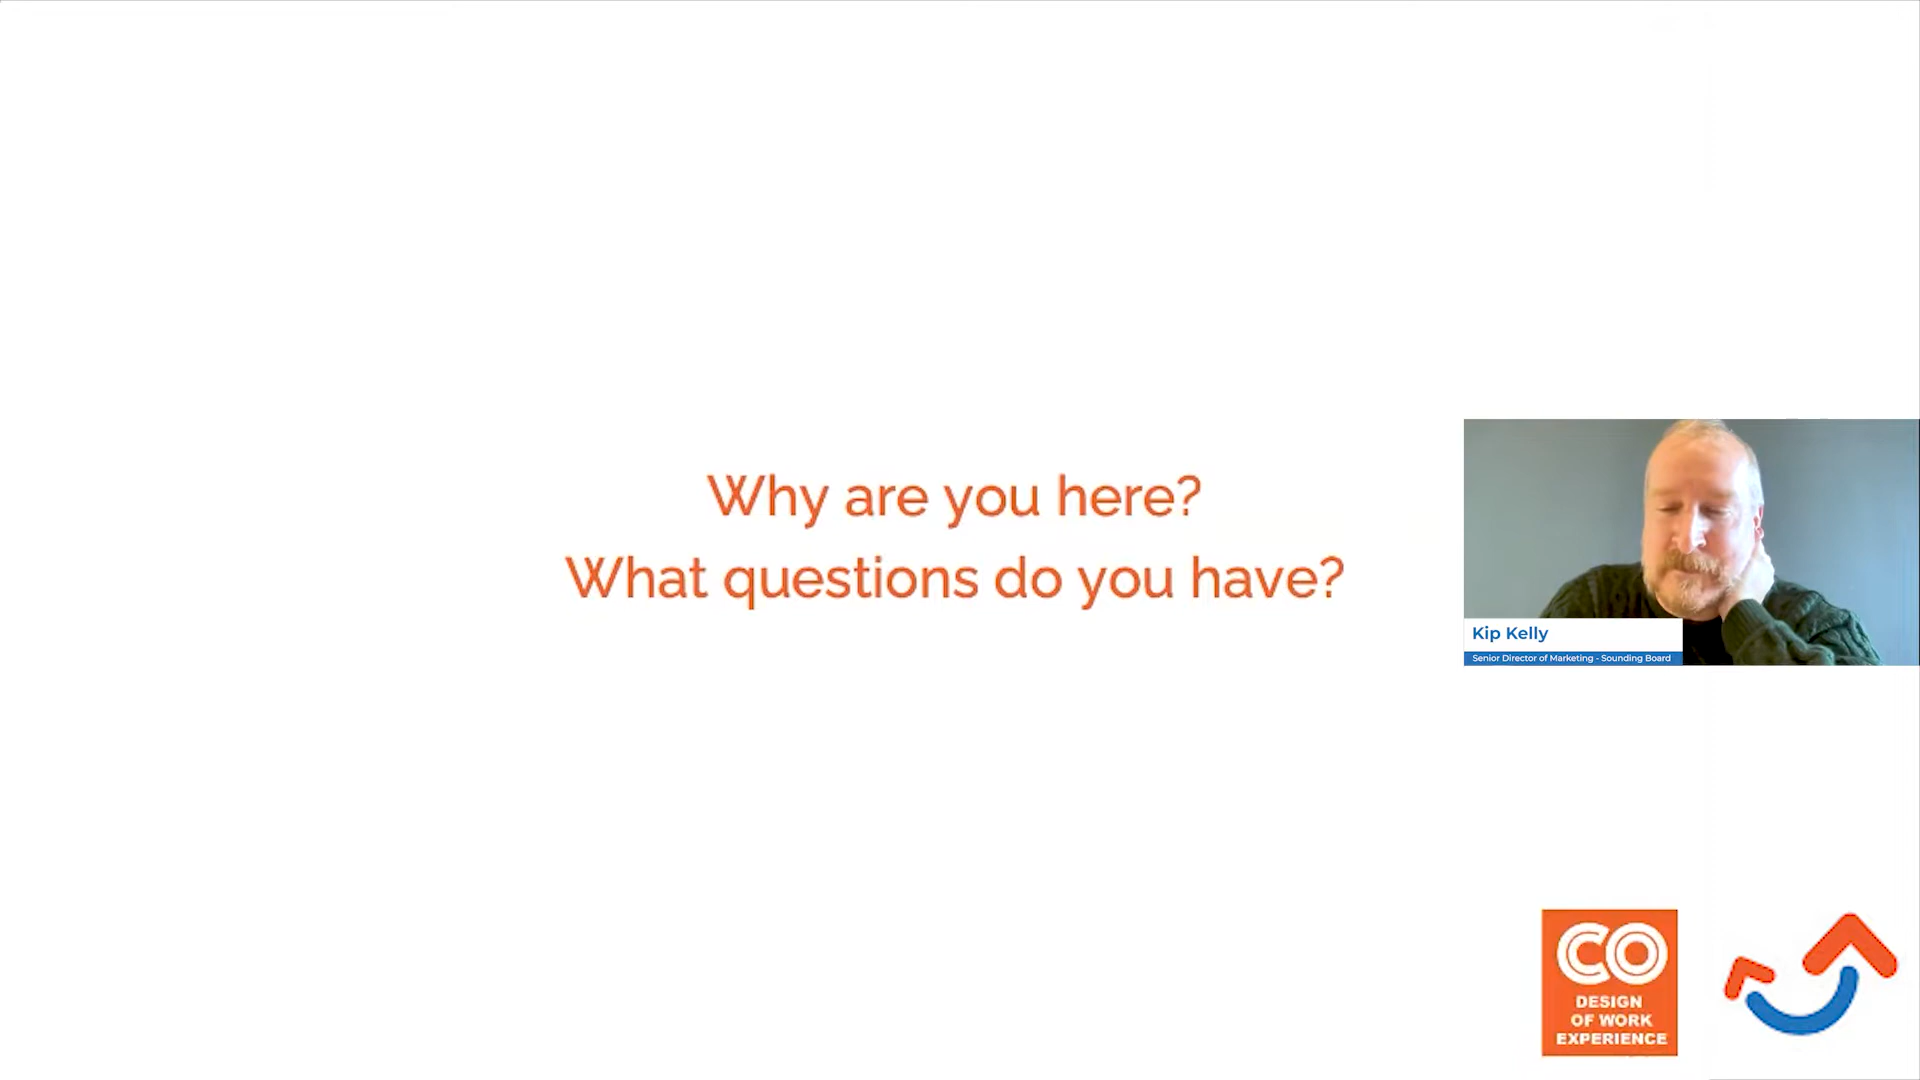 Why are you here?
What questions do you have?
Kip Kelly
Senior Director of Marketing - Sounding Board
CO
DESIGN
OF WORK
EXPERIENCE